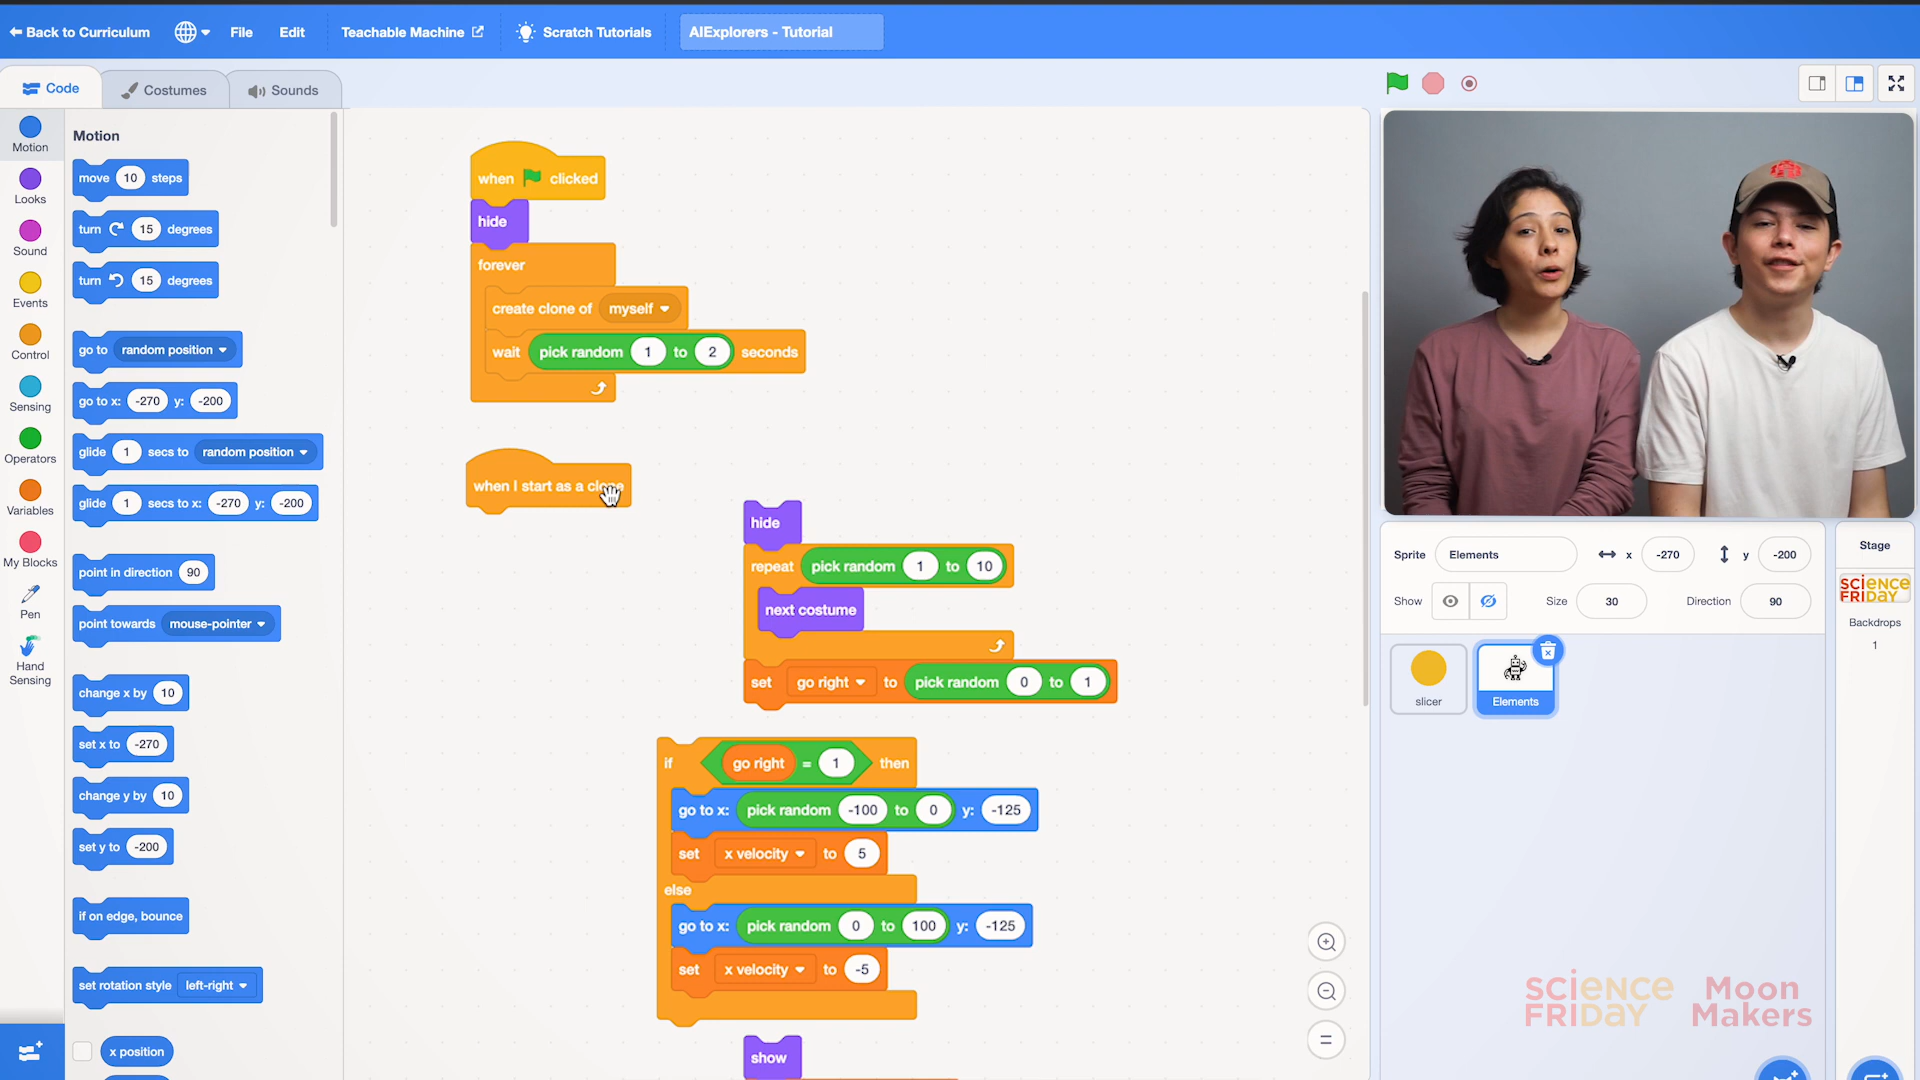 Back to Curriculum
File
Edit
Teachable Machine
Scratch Tutorials
AIExplorers - Tutorial
Code
Costumes
Sounds
Motion
Looks
Sound
Events
Control
Sensing
Operators
Variables
My Blocks
Pen
Hand
Sensing
Motion
move 10 steps
turn 15 degrees
turn 15 degrees
go to random position
go to x: -270 y: -200
glide 1 secs to random position
glide 1 secs to x: -270 y: -200
point in direction 90
point towards mouse-pointer
change x by 10
set x to -270
change y by 10
set y to -200
if on edge, bounce
set rotation style left-right
x position
when clicked
hide
forever
create clone of myself
wait pick random 1 to 2 seconds
when I start as a clone
hide
repeat pick random 1 to 10
next costume
set go right to pick random 0 to 1
if go right = 1 then
go to x: pick random -100 to 0 y: -125
set x velocity to 5
else
go to x: pick random 0 to 100 y: -125
set x velocity to -5
show
Sprite Elements x -270 y -200
Show Size 30 Direction 90
slicer
Elements
Stage
SCIENCE
FRIDAY
Backdrops
1
SCIENCE
FRIDAY
Moon
Makers